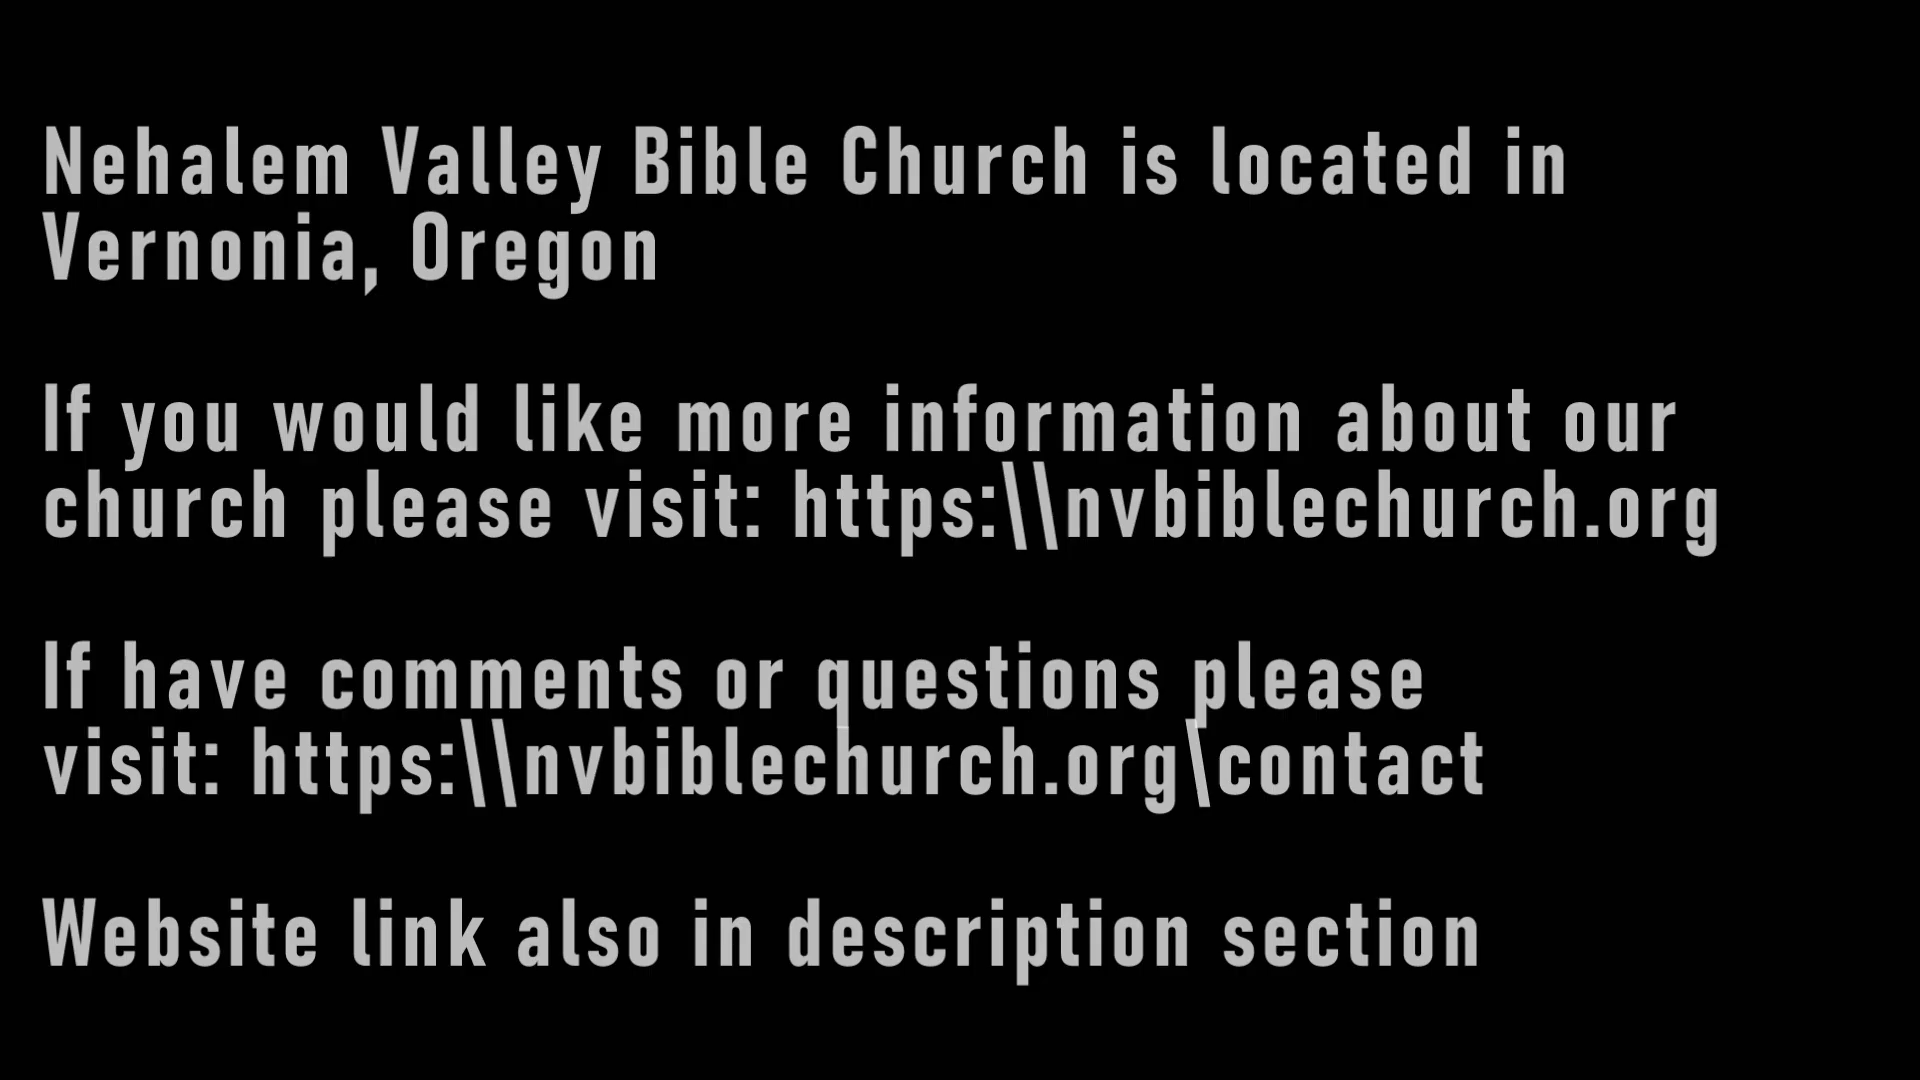 Nehalem Valley Bible Church is located in
Vernonia, Oregon
If you would like more information about our
church please visit: https:\\nvbiblechurch.org
If have comments or questions please
visit: https:\\nvbiblechurch.org\contact
Website link also in description section